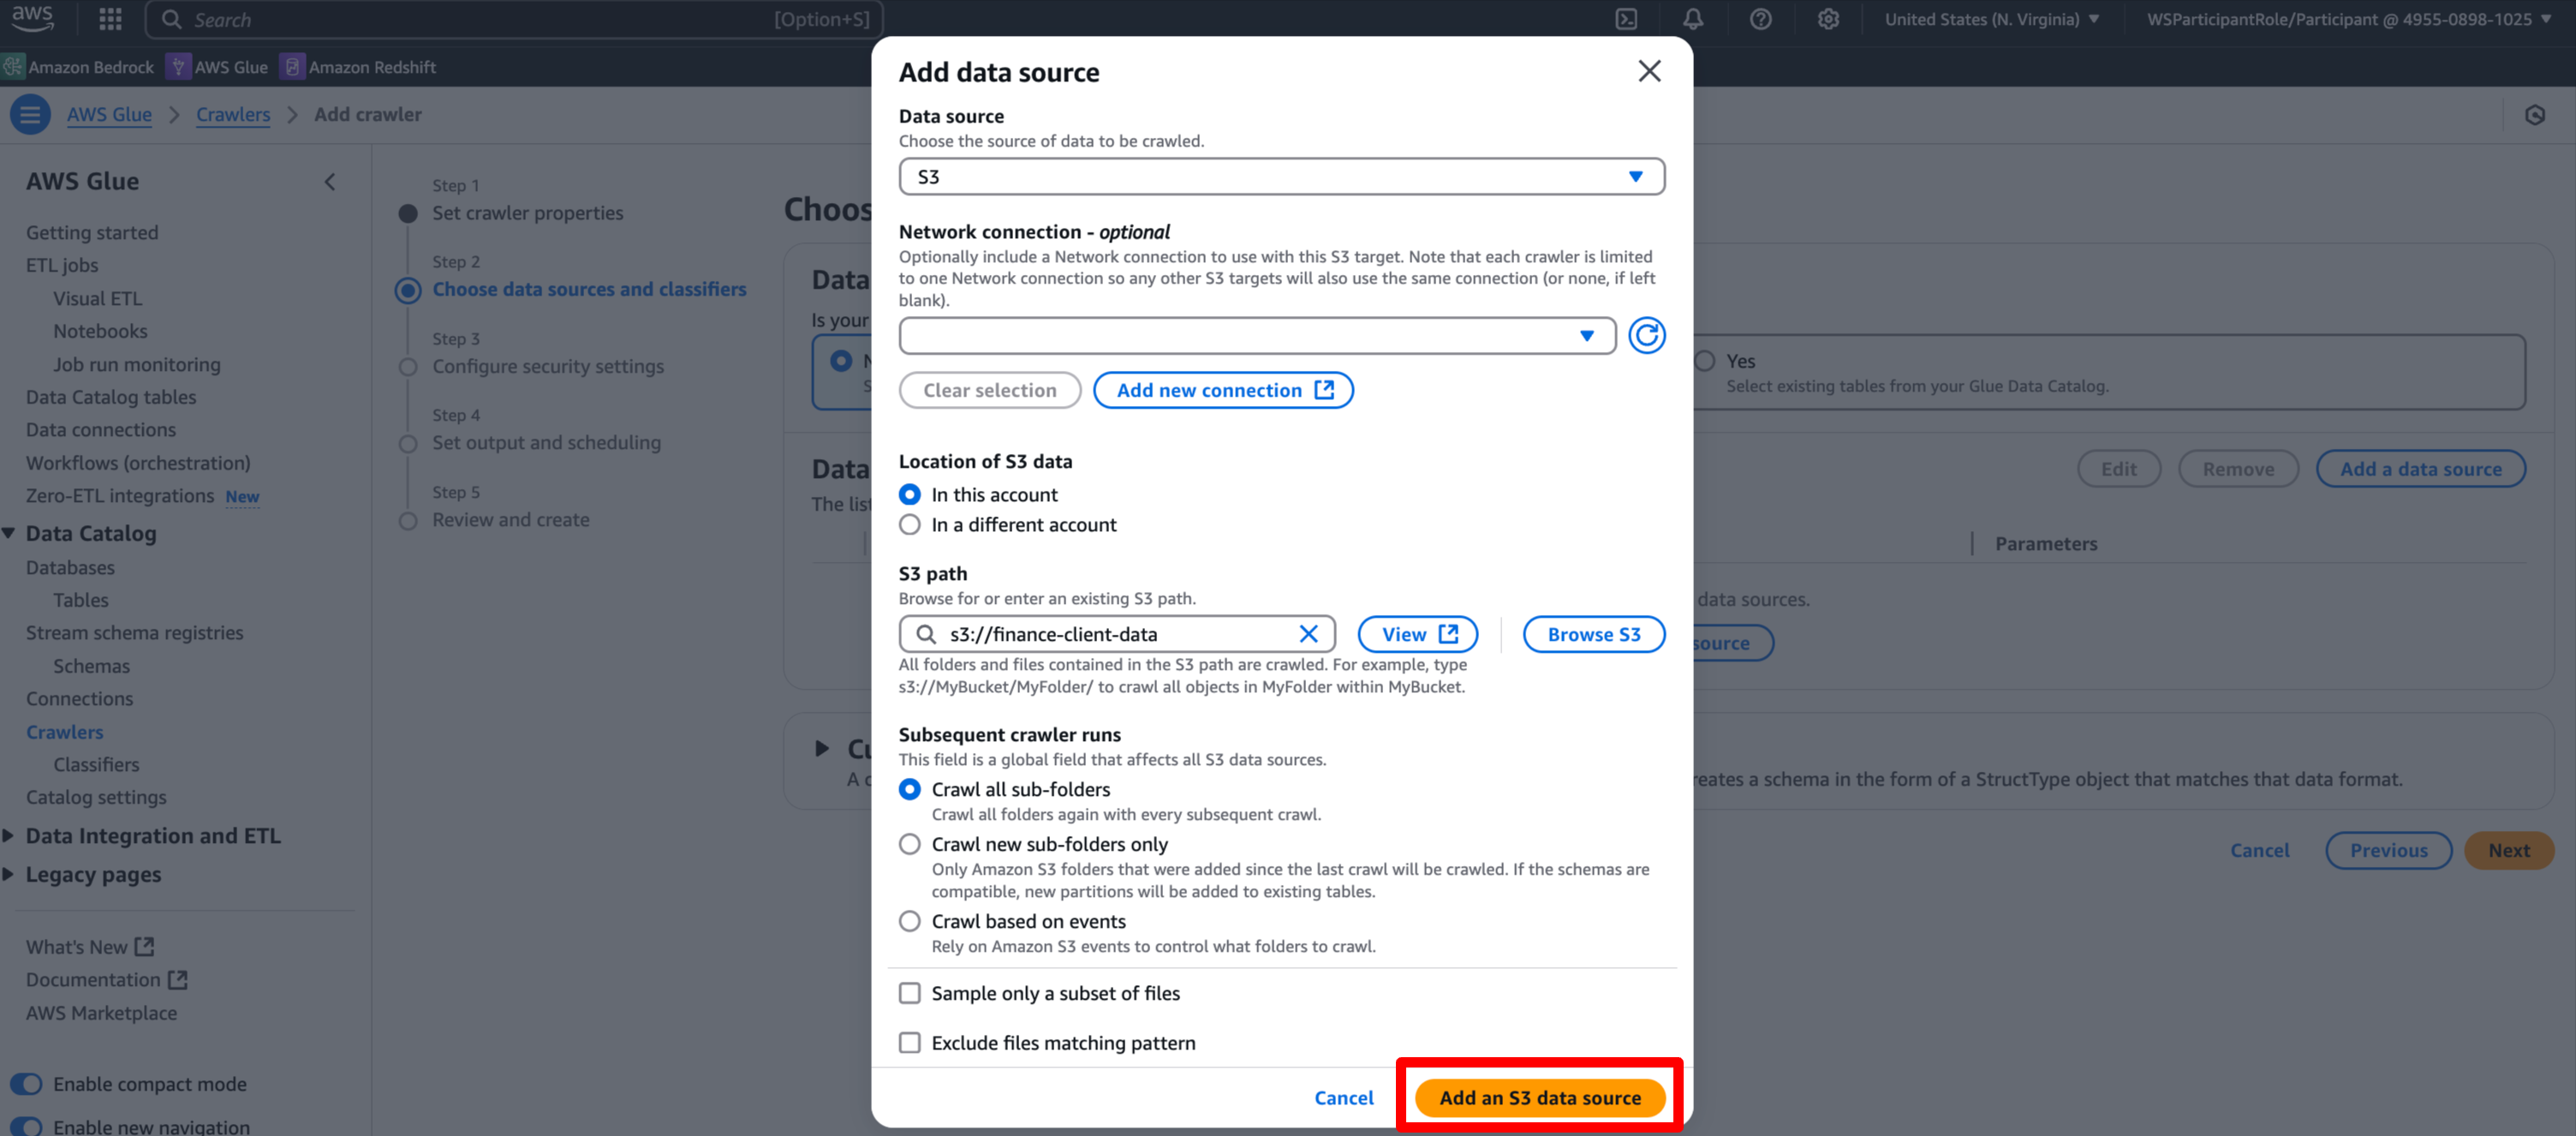 aws
Search
[Option+S]
United States (N. Virginia)
WSParticipantRole/Participant @ 4955-0898-1025
Amazon Bedrock
AWS Glue
Amazon Redshift
AWS Glue
Crawlers
Add crawler
AWS Glue
Getting started
ETL jobs
Visual ETL
Notebooks
Job run monitoring
Data Catalog tables
Data connections
Workflows (orchestration)
Zero-ETL integrations New
Data Catalog
Databases
Tables
Stream schema registries
Schemas
Connections
Crawlers
Classifiers
Catalog settings
Data Integration and ETL
Legacy pages
What's New
Documentation
AWS Marketplace
Enable compact mode
Enable new navigation
Step 1
Set crawler properties
Step 2
Choose data sources and classifiers
Step 3
Configure security settings
Step 4
Set output and scheduling
Step 5
Review and create
Data
Is your
Yes
Select existing tables from your Glue Data Catalog.
Data
Edit
Remove
Add a data source
Parameters
data sources.
source
StructType object that matches that data format.
Cancel
Previous
Next
Add data source
Data source
Choose the source of data to be crawled.
S3
Network connection - optional
Optionally include a Network connection to use with this S3 target. Note that each crawler is limited
to one Network connection so any other S3 targets will also use the same connection (or none, if left
blank).
Clear selection
Add new connection
Location of S3 data
In this account
In a different account
S3 path
Browse for or enter an existing S3 path.
s3://finance-client-data
View
Browse S3
All folders and files contained in the S3 path are crawled. For example, type
s3://MyBucket/MyFolder/ to crawl all objects in MyFolder within MyBucket.
Subsequent crawler runs
This field is a global field that affects all S3 data sources.
Crawl all sub-folders
Crawl all folders again with every subsequent crawl.
Crawl new sub-folders only
Only Amazon S3 folders that were added since the last crawl will be crawled. If the schemas are
compatible, new partitions will be added to existing tables.
Crawl based on events
Rely on Amazon S3 events to control what folders to crawl.
Sample only a subset of files
Exclude files matching pattern
Cancel
Add an S3 data source